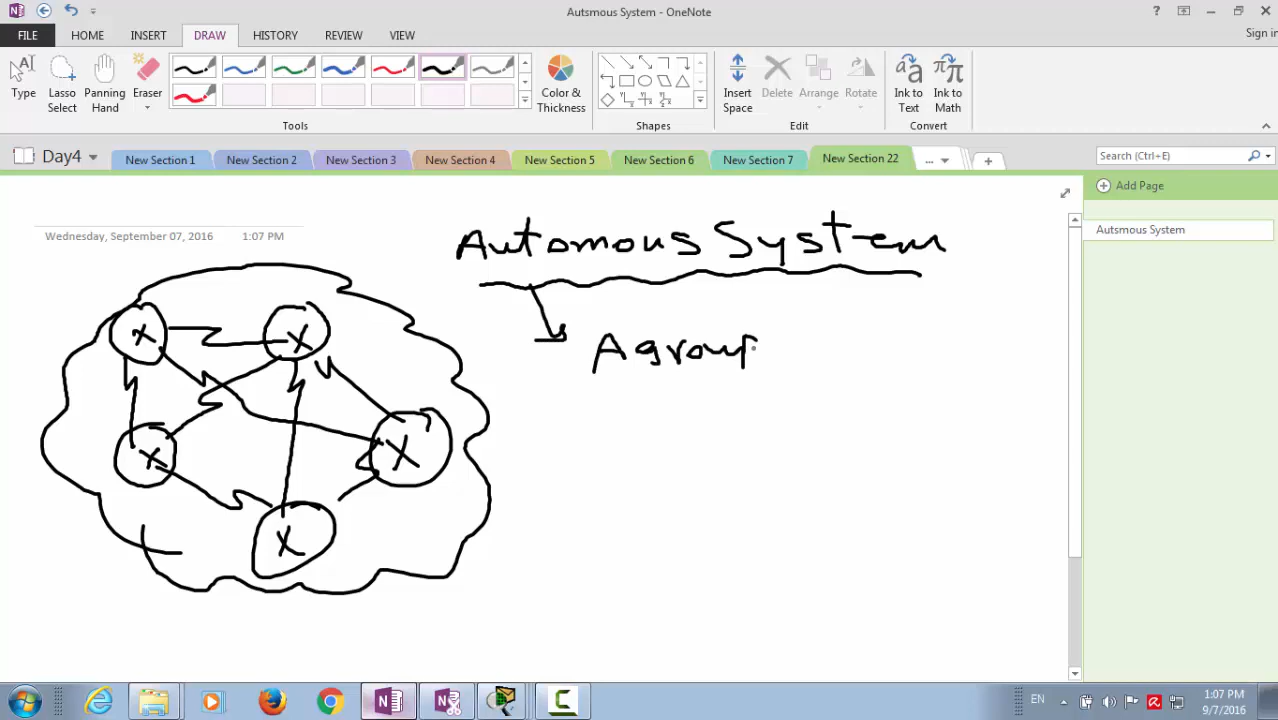 Autsmous System - OneNote
Sign in
FILE HOME INSERT DRAW HISTORY REVIEW VIEW
Type Lasso Select Panning Hand Eraser Color & Thickness Insert Space Delete Arrange Rotate Ink to Text Ink to Math
Tools Shapes Edit Convert
Day4 New Section 1 New Section 2 New Section 3 New Section 4 New Section 5 New Section 6 New Section 7 New Section 22 ... Search (Ctrl+E)
Add Page
Autsmous System
Wednesday, September 07, 2016 1:07 PM
Automous System
A group
X X
X X
X
EN 1:07 PM
9/7/2016